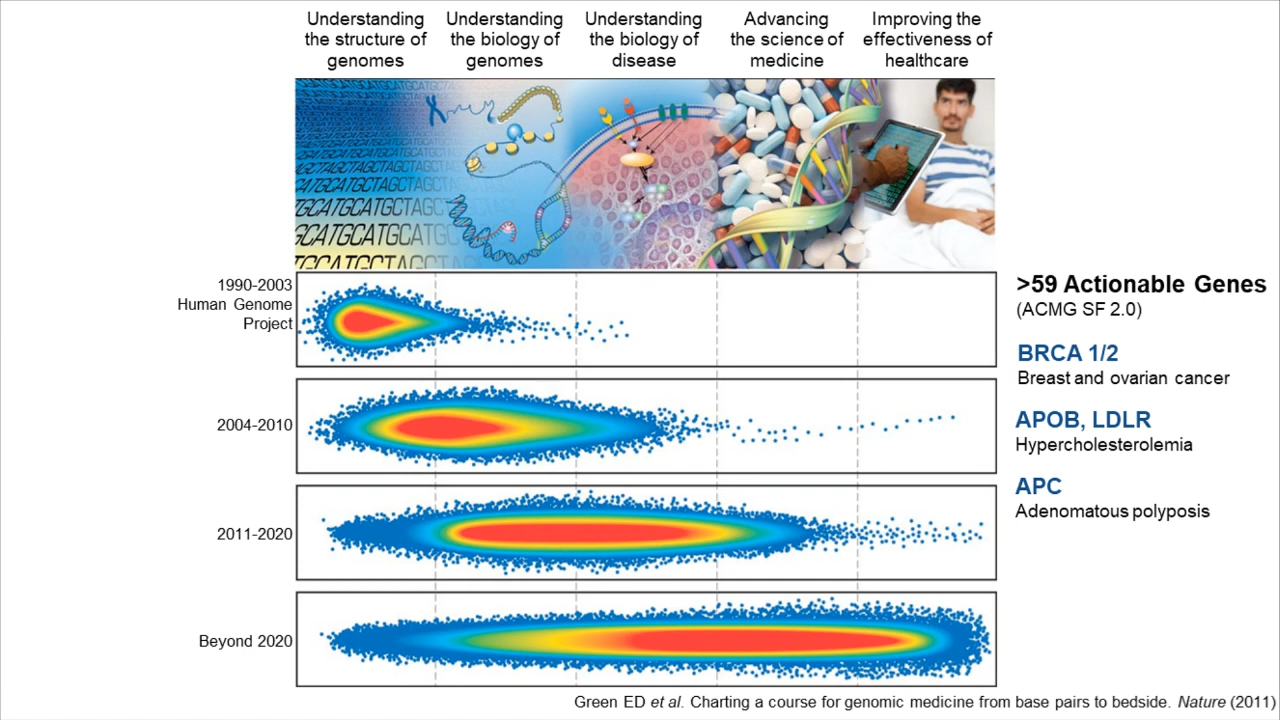 Understanding
the structure of
genomes
Understanding
the biology of
genomes
Understanding
the biology of
disease
Advancing
the science of
medicine
Improving the
effectiveness of
healthcare
GCATGCATGCTAGC
GCATGCATGCATG
1990-2003
Human Genome
Project
2004-2010
2011-2020
Beyond 2020
>59 Actionable Genes
(ACMG SF 2.0)
BRCA 1/2
Breast and ovarian cancer
APOB, LDLR
Hypercholesterolemia
APC
Adenomatous polyposis
Green ED et al. Charting a course for genomic medicine from base pairs to bedside. Nature (2011)